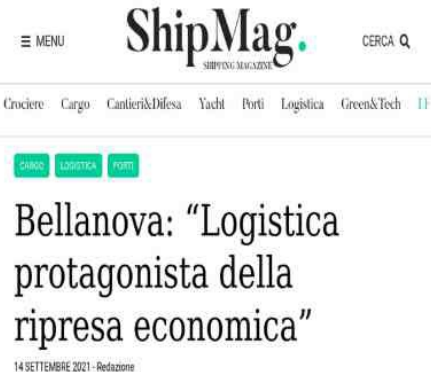 ≡ MENU
ShipMag.
SHIPPING MAGAZINE
CERCA
Crociere Cargo Cantieri&Difesa Yacht Porti Logistica Green&Tech
CARGO LOGISTICA PORTI
Bellanova: “Logistica
protagonista della
ripresa economica”
14 SETTEMBRE 2021 - Redazione